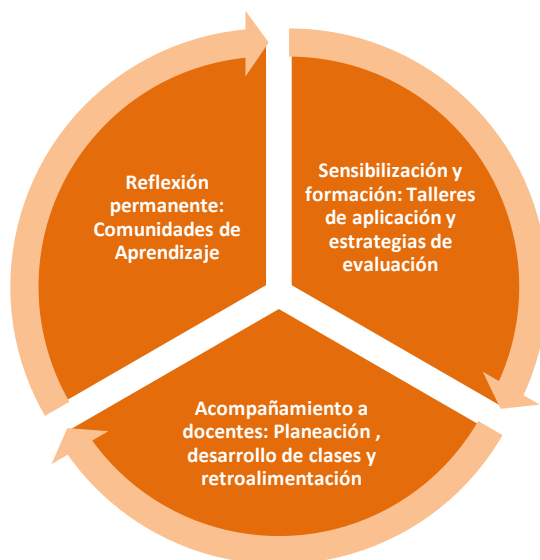 Reflexión
permanente:
Comunidades de
Aprendizaje
Sensibilización y
formación: Talleres
de aplicación y
estrategias de
evaluación
Acompañamiento a
docentes: Planeación ,
desarrollo de clases y
retroalimentación